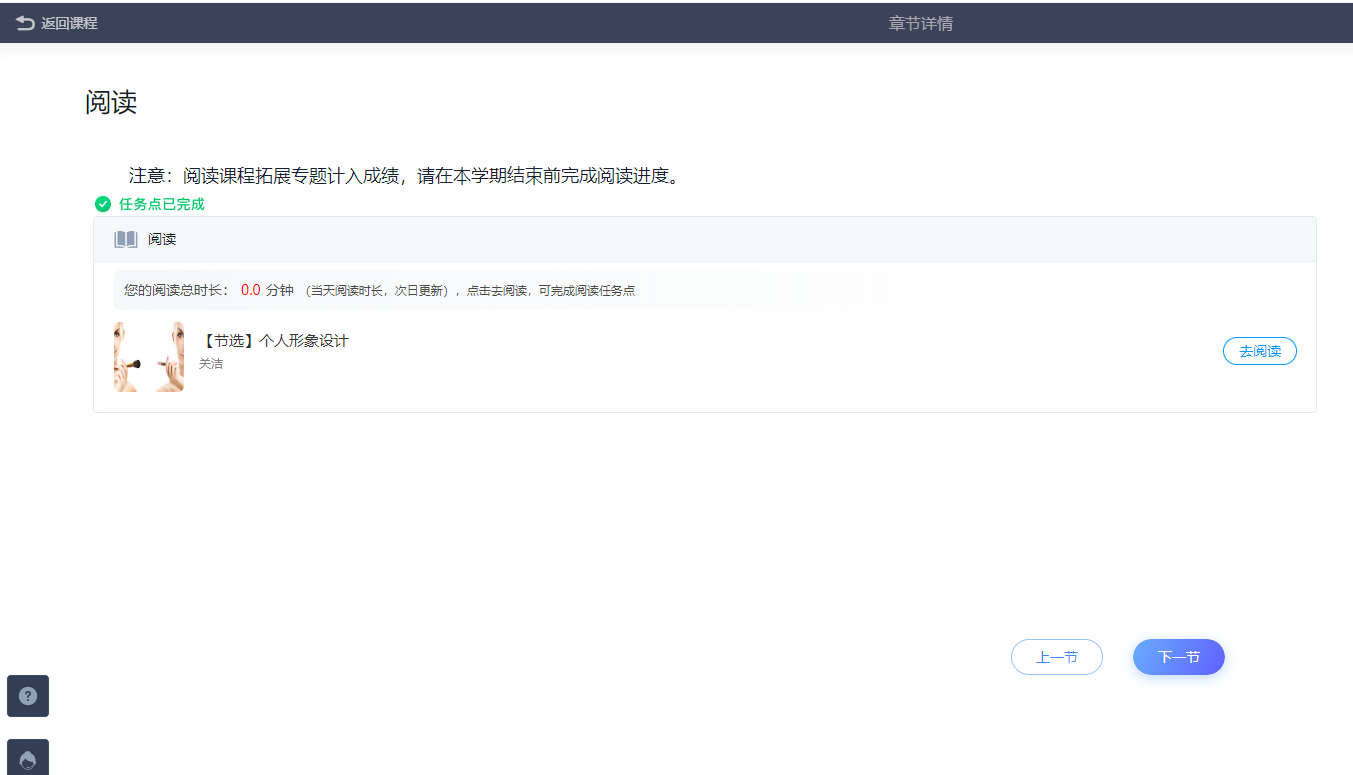 返回课程
章节详情
阅读
注意：阅读课程拓展专题计入成绩，请在本学期结束前完成阅读进度。
任务点已完成
阅读
您的阅读总时长： 0.0 分钟 （当天阅读时长，次日更新），点击去阅读，可完成阅读任务点
【节选】个人形象设计
关洁
去阅读
上一节
下一节
?